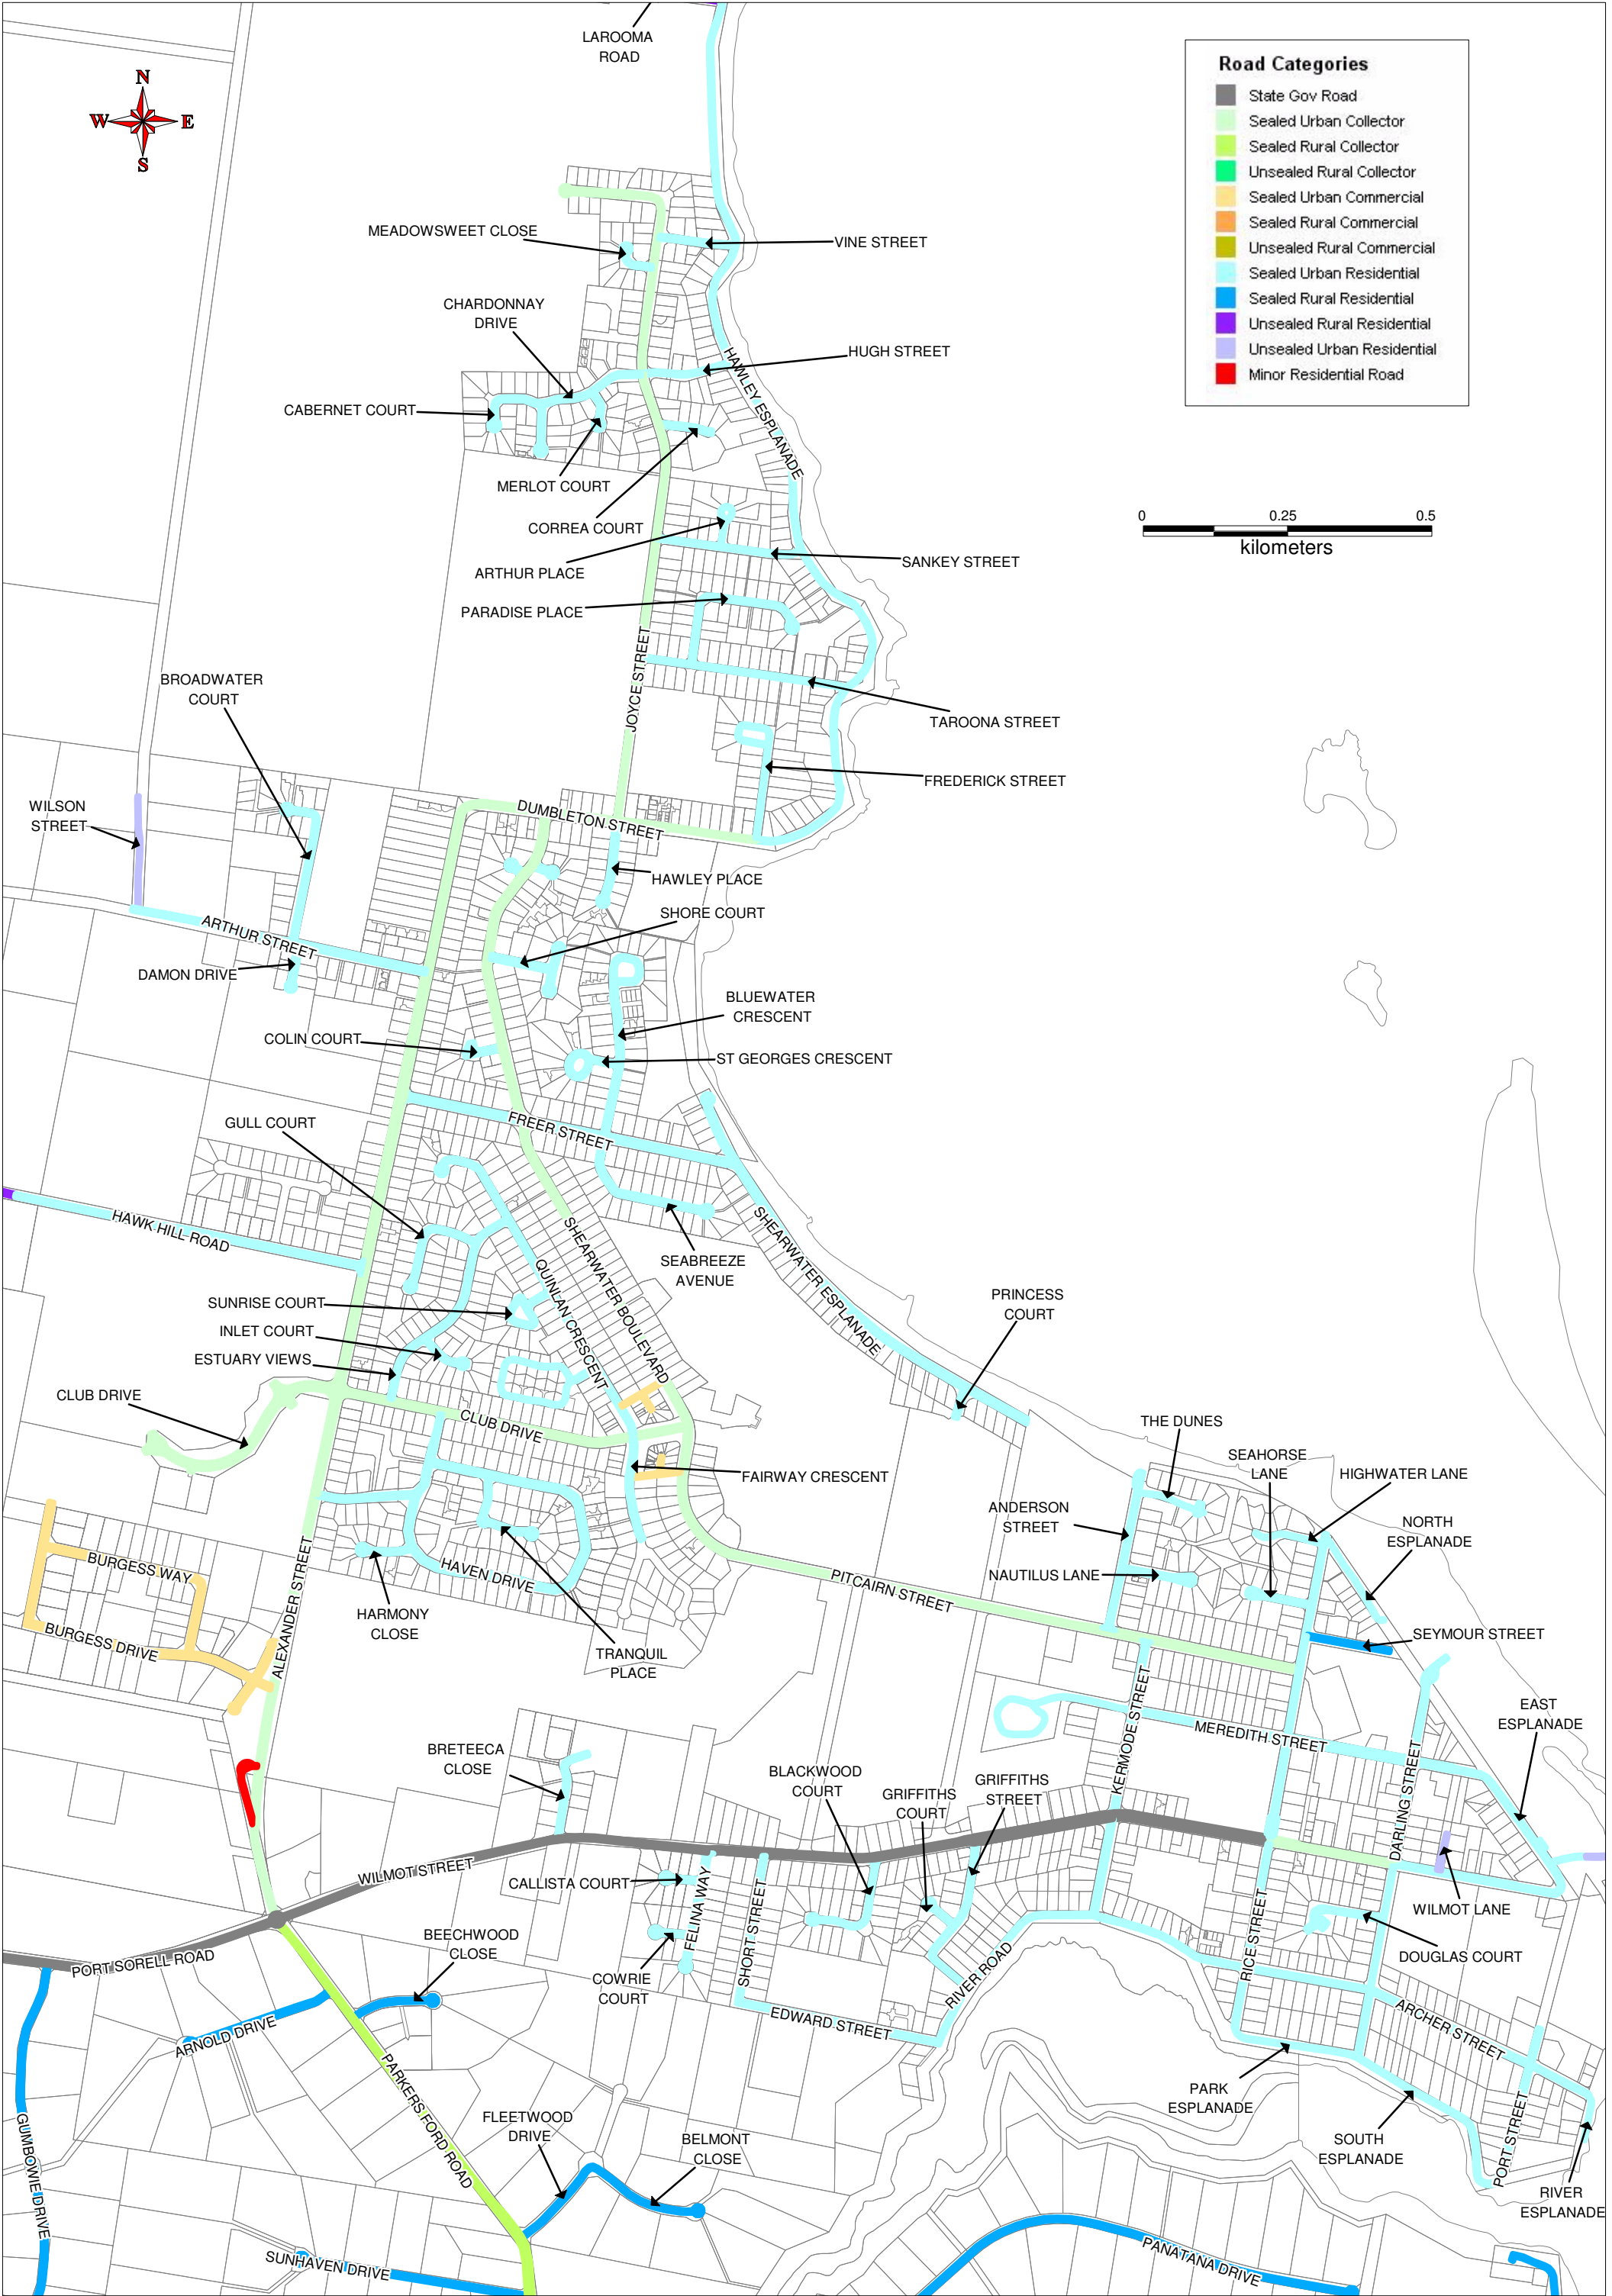 LAROOMA
ROAD
N
W
E
S
Road Categories
State Gov Road
Sealed Urban Collector
Sealed Rural Collector
Unsealed Rural Collector
Sealed Urban Commercial
Sealed Rural Commercial
Unsealed Rural Commercial
Sealed Urban Residential
Sealed Rural Residential
Unsealed Rural Residential
Unsealed Urban Residential
Minor Residential Road
MEADOWSWEET CLOSE
VINE STREET
CHARDONNAY
DRIVE
HUGH STREET
HAWLEY ESPLANADE
CABERNET COURT
MERLOT COURT
CORREA COURT
0
0.25
0.5
kilometers
ARTHUR PLACE
SANKEY STREET
PARADISE PLACE
JOYCE STREET
BROADWATER
COURT
TAROONA STREET
FREDERICK STREET
WILSON
STREET
DUMBLETON STREET
HAWLEY PLACE
SHORE COURT
ARTHUR STREET
DAMON DRIVE
BLUEWATER
CRESCENT
COLIN COURT
ST GEORGES CRESCENT
GULL COURT
FREER STREET
HAWK HILL ROAD
SHEARWATER BOULEVARD
SEABREEZE
AVENUE
SHEARWATER ESPLANADE
QUINLAN CRESCENT
SUNRISE COURT
PRINCESS
COURT
INLET COURT
ESTUARY VIEWS
CLUB DRIVE
CLUB DRIVE
THE DUNES
SEAHORSE
LANE
HIGHWATER LANE
FAIRWAY CRESCENT
ANDERSON
STREET
NORTH
ESPLANADE
BURGESS WAY
ALEXANDER STREET
HAVEN DRIVE
NAUTILUS LANE
PITCAIRN STREET
HARMONY
CLOSE
BURGESS DRIVE
TRANQUIL
PLACE
SEYMOUR STREET
KERMODE STREET
MEREDITH STREET
EAST
ESPLANADE
DARLING STREET
BRETEECA
CLOSE
BLACKWOOD
COURT
GRIFFITHS
COURT
GRIFFITHS
STREET
WILMOT STREET
CALLISTA COURT
FELINA WAY
SHORT STREET
WILMOT LANE
BEECHWOOD
CLOSE
RICE STREET
DOUGLAS COURT
PORT SORELL ROAD
COWRIE
COURT
RIVER ROAD
EDWARD STREET
ARCHER STREET
ARNOLD DRIVE
PARKERS FORD ROAD
PARK
ESPLANADE
GUMBOWIE DRIVE
FLEETWOOD
DRIVE
BELMONT
CLOSE
SOUTH
ESPLANADE
PORT STREET
RIVER
ESPLANADE
SUNHAVEN DRIVE
PANATANA DRIVE